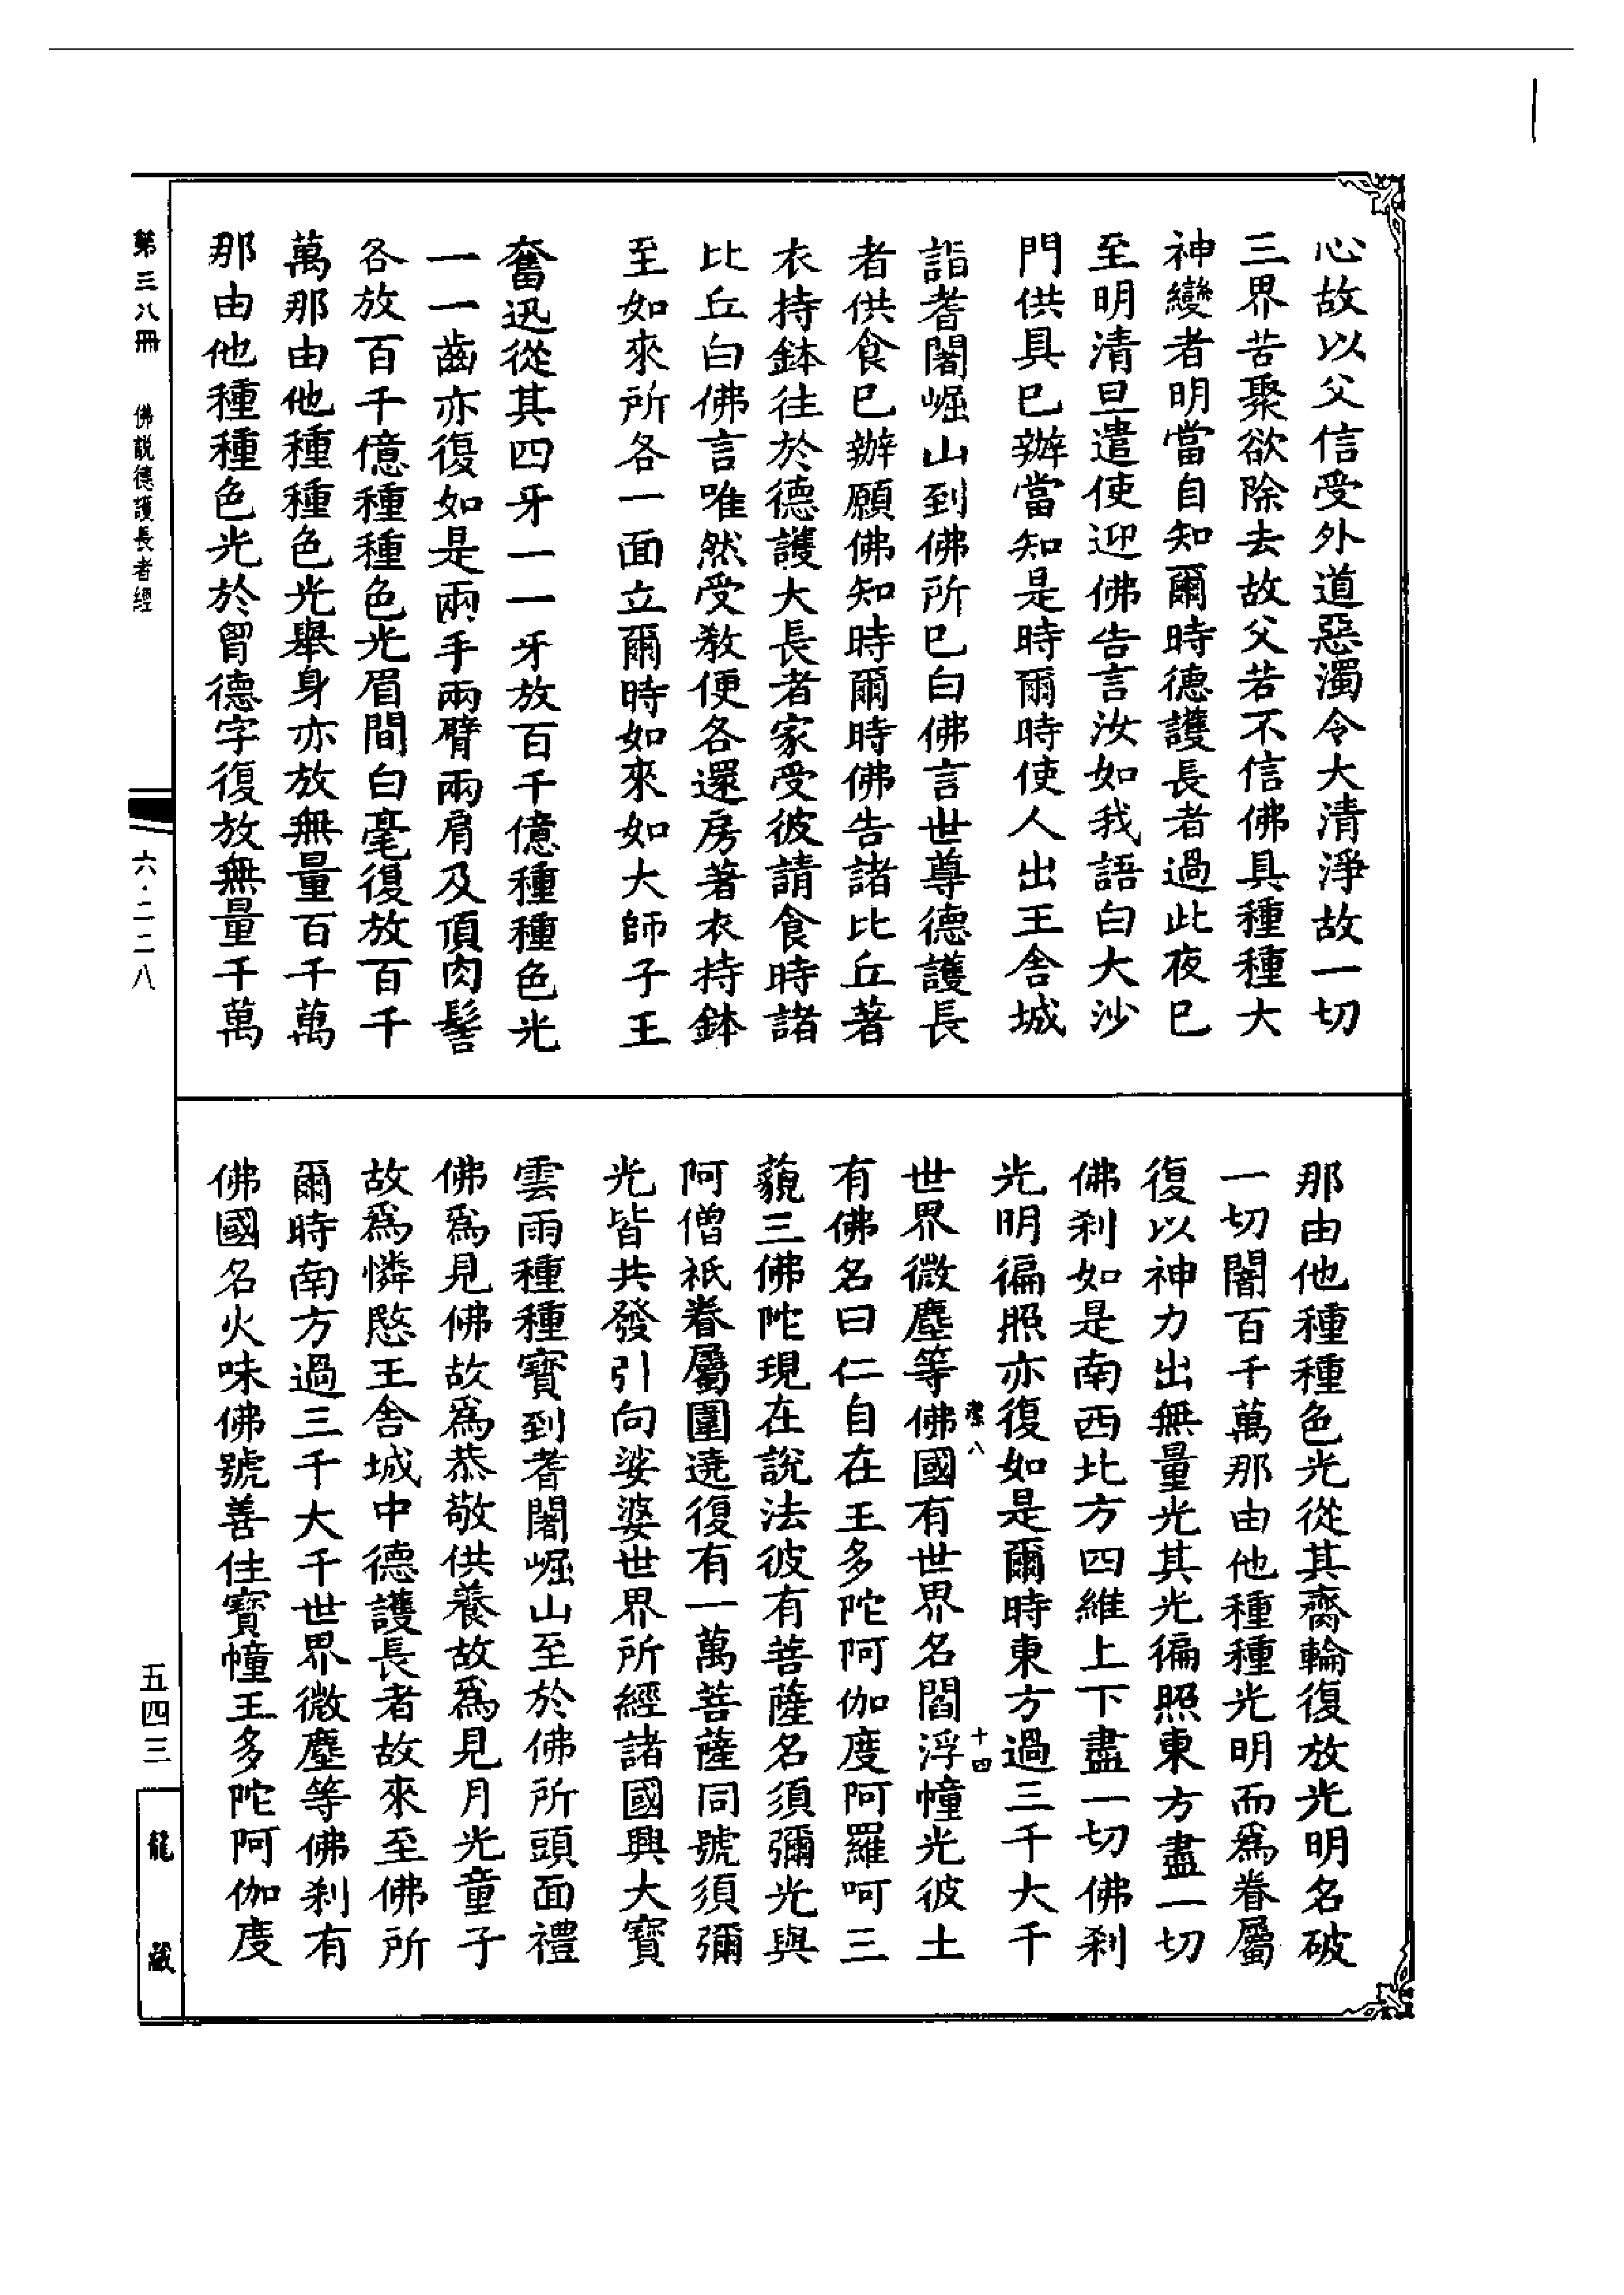 心故以父信受外道惡濁令大清淨故一切
三界苦聚欲除去故父若不信佛具種種大
神變者明當自知爾時德護長者過此夜已
至明清旦遣使迎佛告言汝如我語白大沙
門供具已辦當知是時爾時使人出王舍城
詣耆闍崛山到佛所已白佛言世尊德護長
者供食已辦願佛知時爾時佛告諸比丘著
衣持鉢往於德護大長者家受彼請食時諸
比丘白佛言唯然受教便各還房著衣持鉢
至如來所各一面立爾時如來如大師子王
奮迅從其四牙一一牙放百千億種種色光
一一齒亦復如是兩手兩臂兩肩及頂肉髻
各放百千億種種色光眉間白毫復放百千
萬那由他種種色光舉身亦放無量百千萬
那由他種種色光於胷德字復放無量千萬
那由他種種色光從其齎輪復放光明名破
一切闇百千萬那由他種種光明而爲眷屬
復以神力出無量光其光徧照東方盡一切
佛刹如是南西北方四維上下盡一切佛刹
光明徧照亦復如是爾時東方過三千大千
絜八
十四
世界微塵等佛國有世界名閻浮幢光彼土
有佛名曰仁自在王多陀阿伽度阿羅呵三
藐三佛陀現在說法彼有菩薩名須彌光與
阿僧祇眷屬圍遶復有一萬菩薩同號須彌
光皆共發引向娑婆世界所經諸國興大寶
雲雨種種寶到耆闍崛山至於佛所頭面禮
佛爲見佛故爲恭敬供養故爲見月光童子
故爲憐愍王舍城中德護長者故來至佛所
爾時南方過三千大千世界微塵等佛刹有
佛國名火味佛號善住寶幢王多陀阿伽度
第三八冊
佛說德護長者經
六·二二八
五四三
龍藏